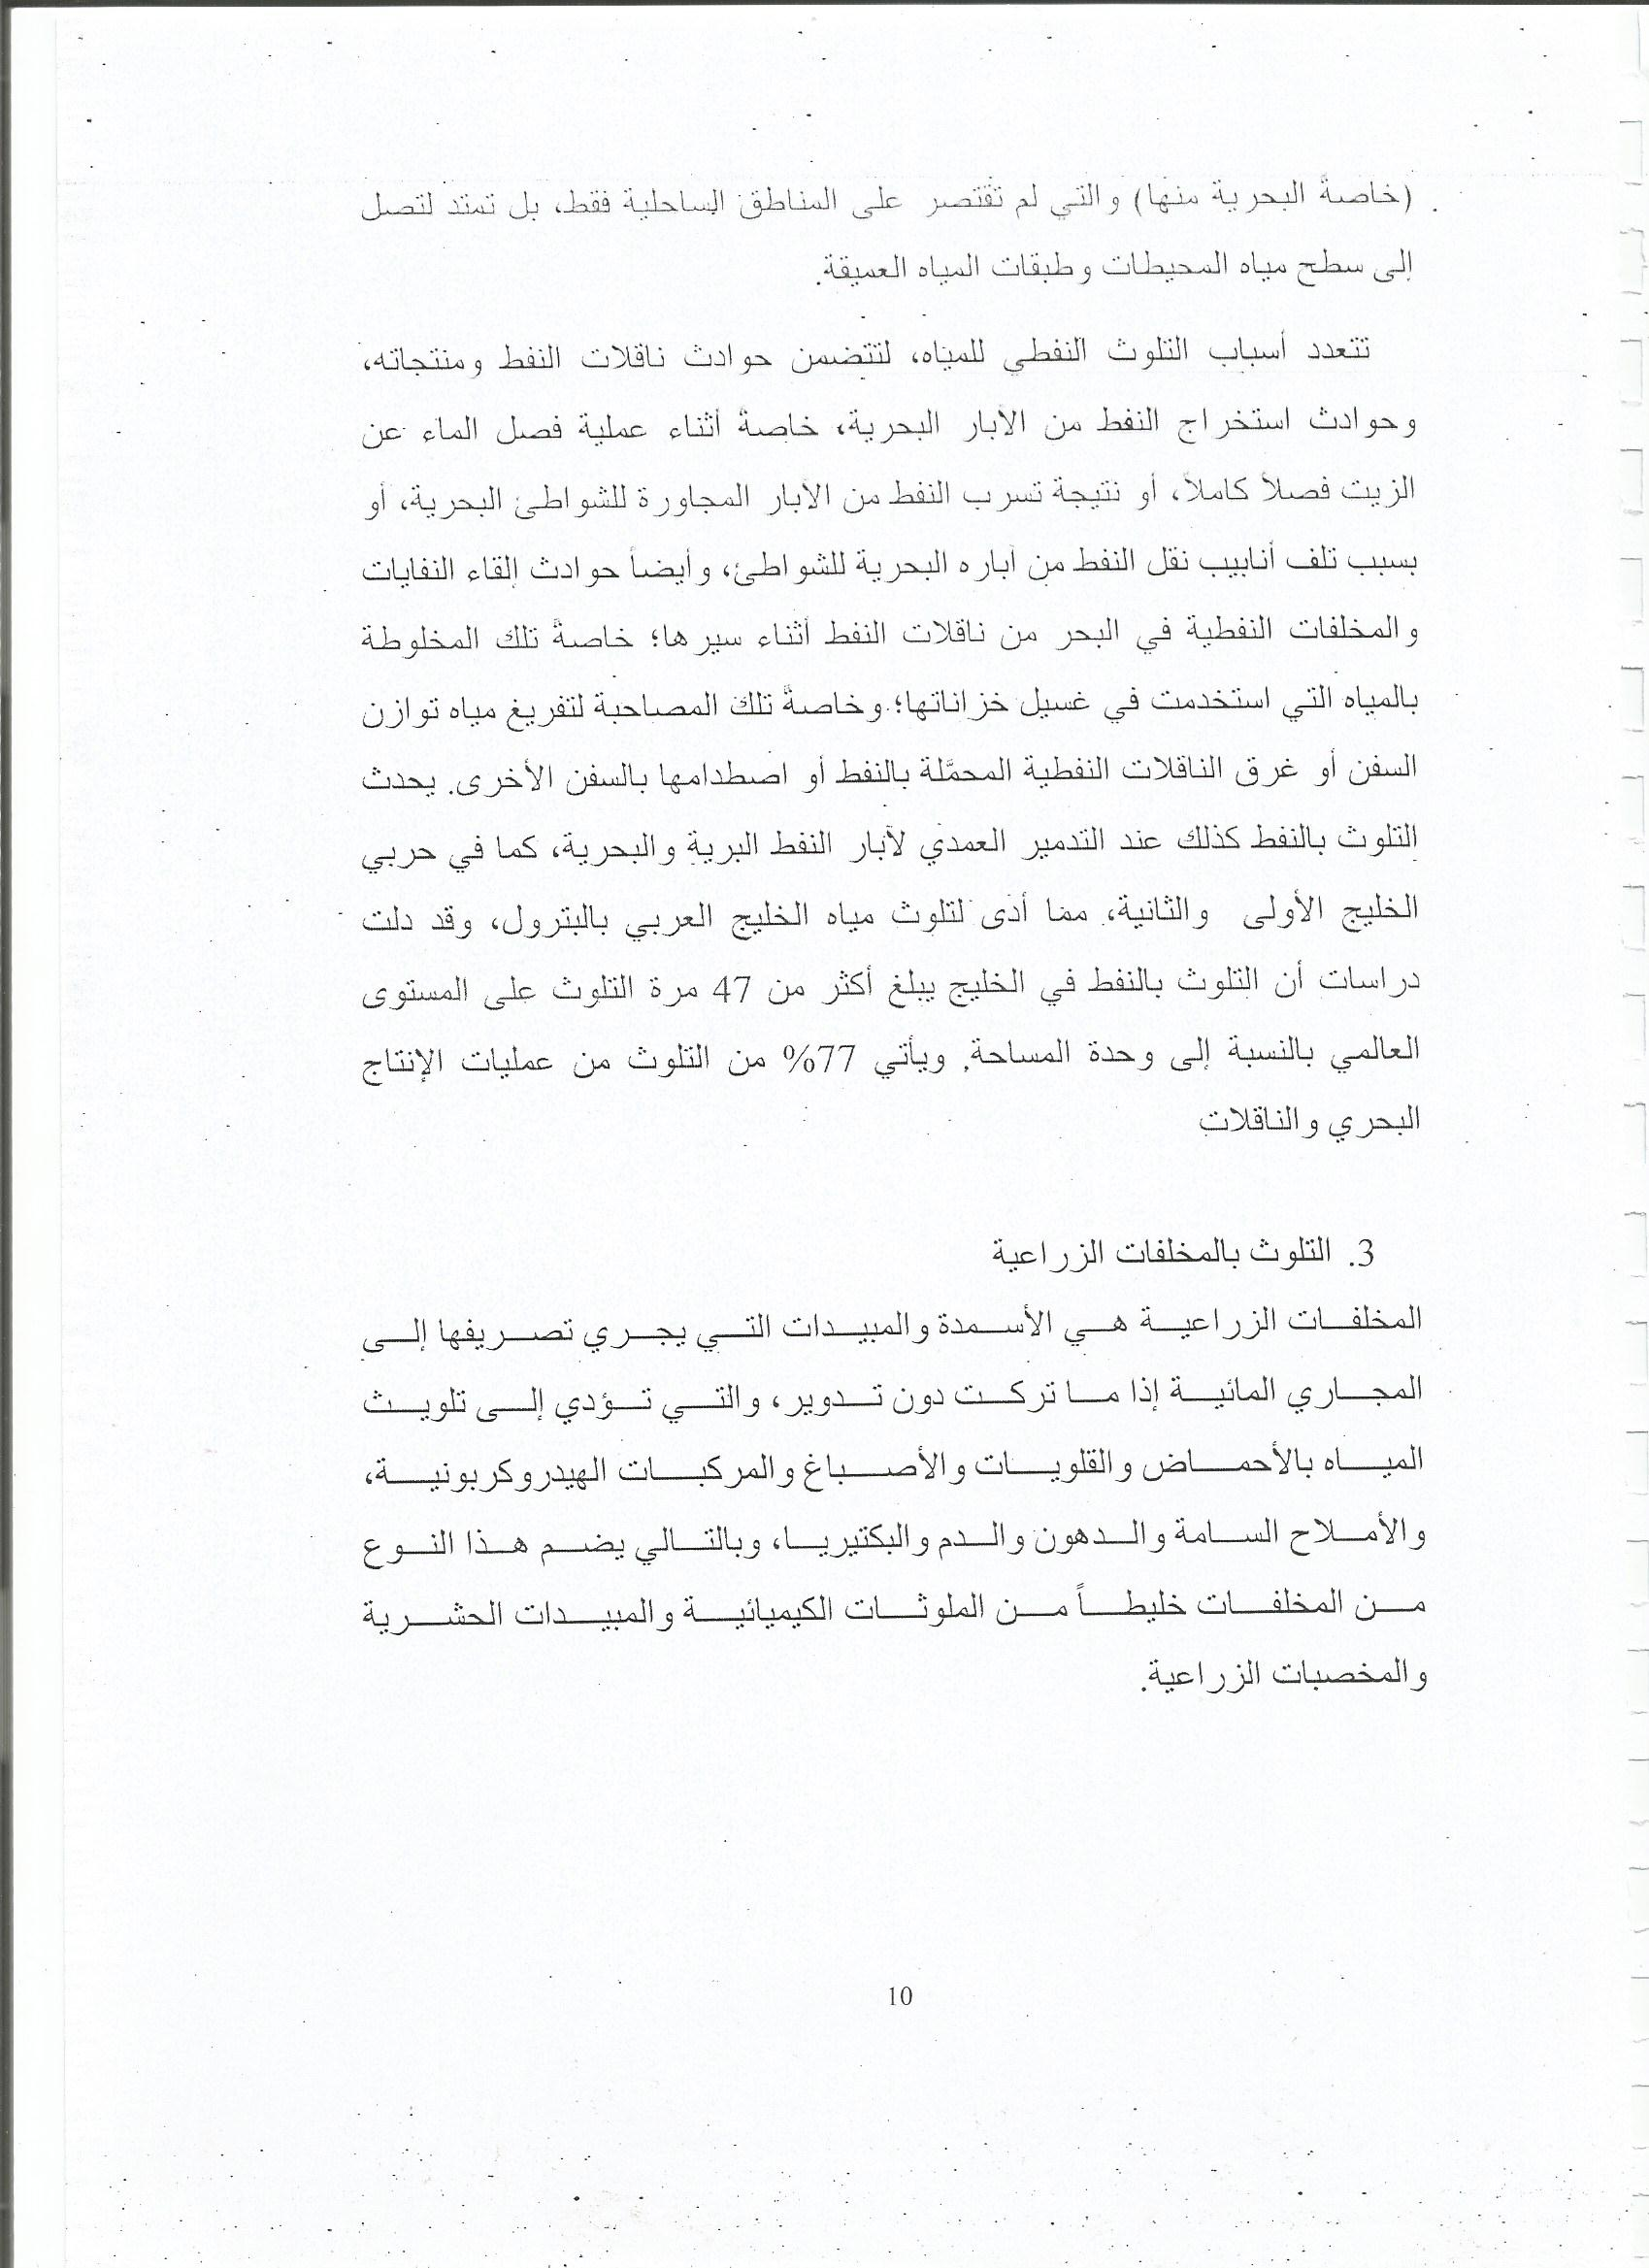 (خاصةً البحرية منها) والتي لم تقتصر على المناطق الساحلية فقط، بل تمتد لتصل
إلى سطح مياه المحيطات وطبقات المياه العميقة.
تتعدد أسباب التلوث النفطي للمياه، لتتضمن حوادث ناقلات النفط ومنتجاته،
وحوادث استخراج النفط من الآبار البحرية، خاصةً أثناء عملية فصل الماء عن
الزيت فصلاً كاملاً، أو نتيجة تسرب النفط من الآبار المجاورة للشواطئ البحرية، أو
بسبب تلف أنابيب نقل النفط من آباره البحرية للشواطئ، وأيضاً حوادث إلقاء النفايات
والمخلفات النفطية في البحر من ناقلات النفط أثناء سيرها؛ خاصةً تلك المخلوطة
بالمياه التي استخدمت في غسيل خزاناتها؛ وخاصةً تلك المصاحبة لتفريغ مياه توازن
السفن أو غرق الناقلات النفطية المحمَّلة بالنفط أو اصطدامها بالسفن الأخرى. يحدث
التلوث بالنفط كذلك عند التدمير العمدي لآبار النفط البرية والبحرية، كما في حربي
الخليج الأولى والثانية، مما أدى لتلوث مياه الخليج العربي بالبترول، وقد دلت
دراسات أن التلوث بالنفط في الخليج يبلغ أكثر من 47 مرة التلوث على المستوى
العالمي بالنسبة إلى وحدة المساحة. ويأتي 77% من التلوث من عمليات الإنتاج
البحري والناقلات
3. التلوث بالمخلفات الزراعية
المخلفات الزراعية هي الأسمدة والمبيدات التي يجري تصريفها إلى
المجاري المائية إذا ما تركت دون تدوير، والتي تؤدي إلى تلويث
المياه بالأحماض والقلويات والأصباغ والمركبات الهيدروكربونية،
والأملاح السامة والدهون والدم والبكتيريا، وبالتالي يضم هذا النوع
من المخلفات خليطاً من الملوثات الكيميائية والمبيدات الحشرية
والمخصبات الزراعية.
10